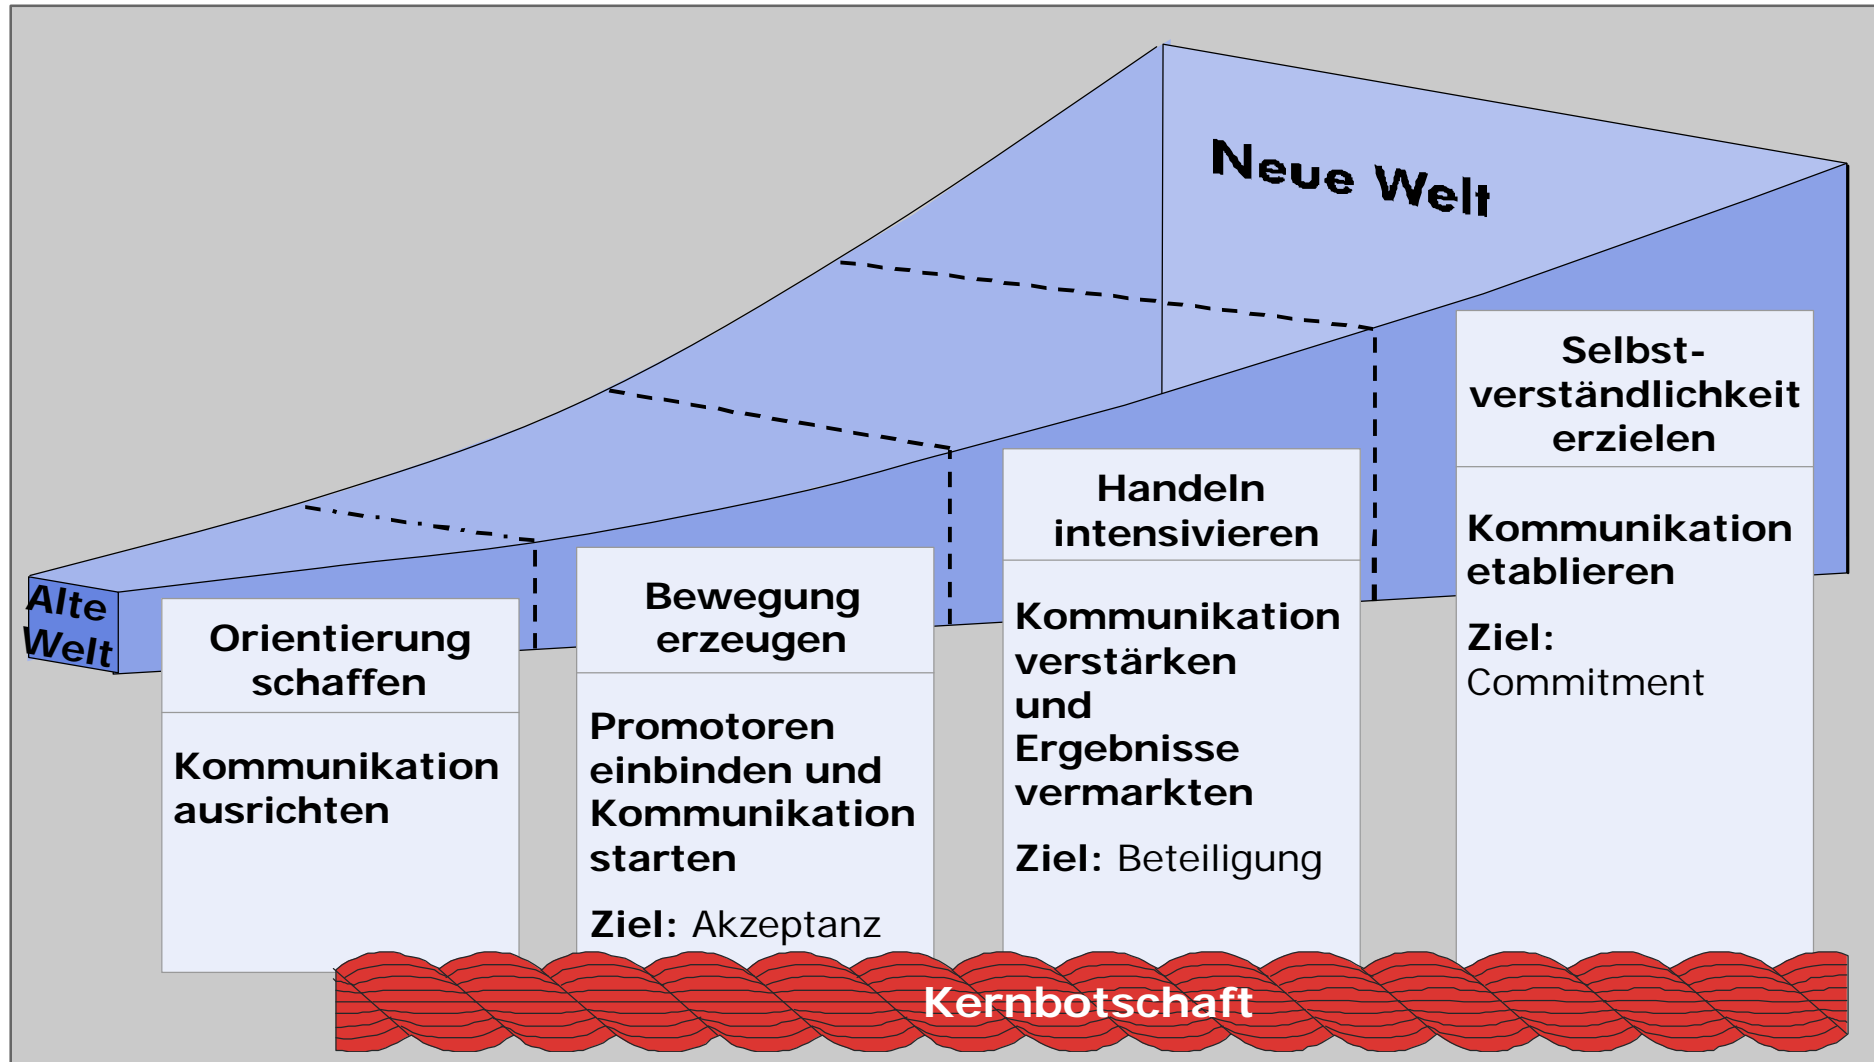 Neue Welt
Alte
Welt
Orientierung
schaffen
Kommunikation
ausrichten
Bewegung
erzeugen
Promotoren
einbinden und
Kommunikation
starten
Ziel: Akzeptanz
Handeln
intensivieren
Kommunikation
verstärken
und
Ergebnisse
vermarkten
Ziel: Beteiligung
Selbst-
verständlichkeit
erzielen
Kommunikation
etablieren
Ziel:
Commitment
Kernbotschaft